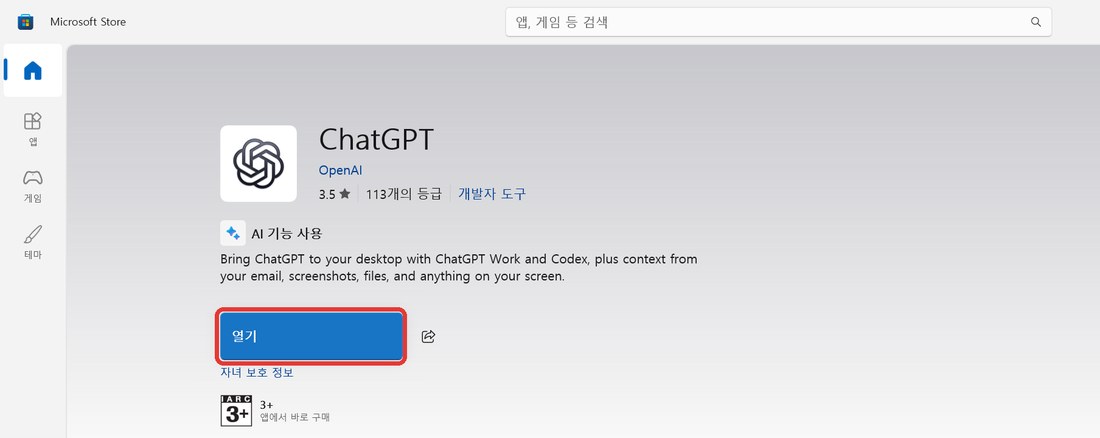 Microsoft Store
앱, 게임 등 검색
앱
게임
테마
ChatGPT
OpenAI
3.5 ★ 113개의 등급 개발자 도구
AI 기능 사용
Bring ChatGPT to your desktop with ChatGPT Work and Codex, plus context from
your email, screenshots, files, and anything on your screen.
열기
자녀 보호 정보
IARC
3+
3+
앱에서 바로 구매